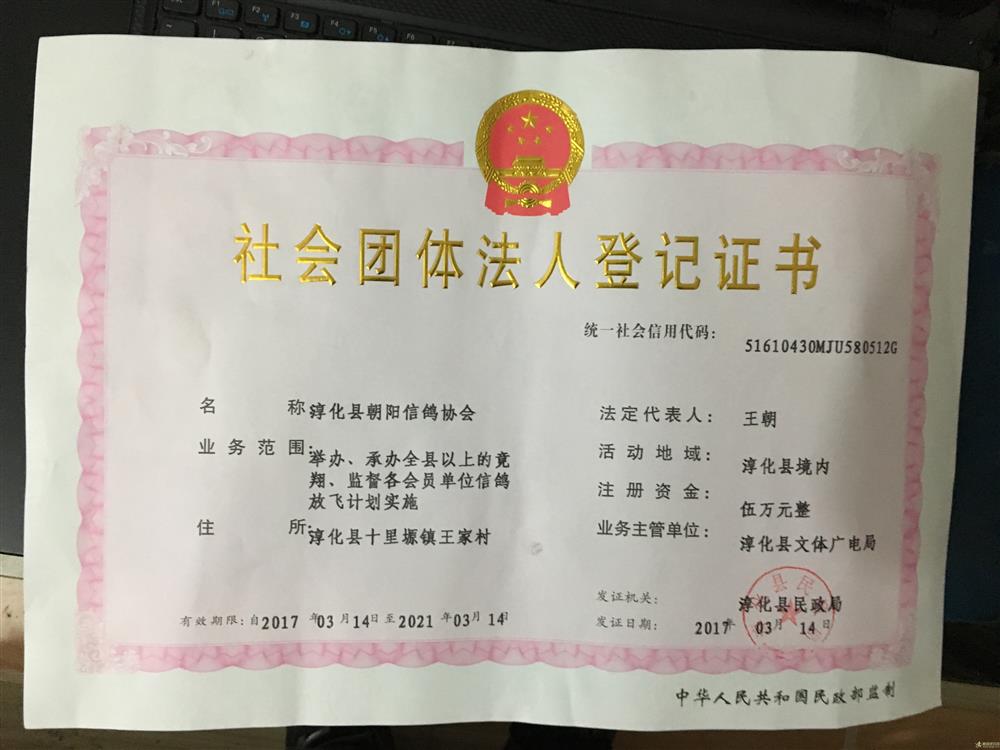 社会团体法人登记证书
统一社会信用代码：
51610430MJU580512G
名称 淳化县朝阳信鸽协会
业务范围：举办、承办全县以上的竟
翔、监督各会员单位信鸽
放飞计划实施
住所：淳化县十里塬镇王家村
法定代表人：王朝
活动地域：淳化县境内
注册资金：伍万元整
业务主管单位：淳化县文体广电局
发证机关：淳化县民政局
发证日期：2017年03月14日
有效期限：自2017年03月14日至2021年03月14日
中华人民共和国民政部监制